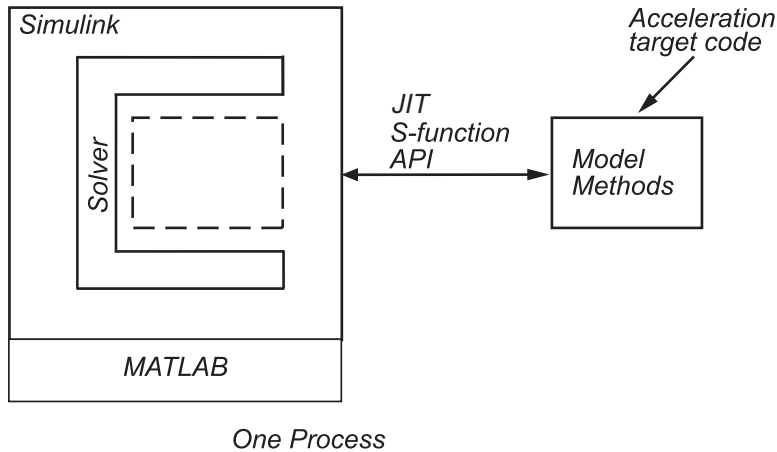 Simulink
Acceleration
target code
JIT
S-function
API
Solver
Model
Methods
MATLAB
One Process